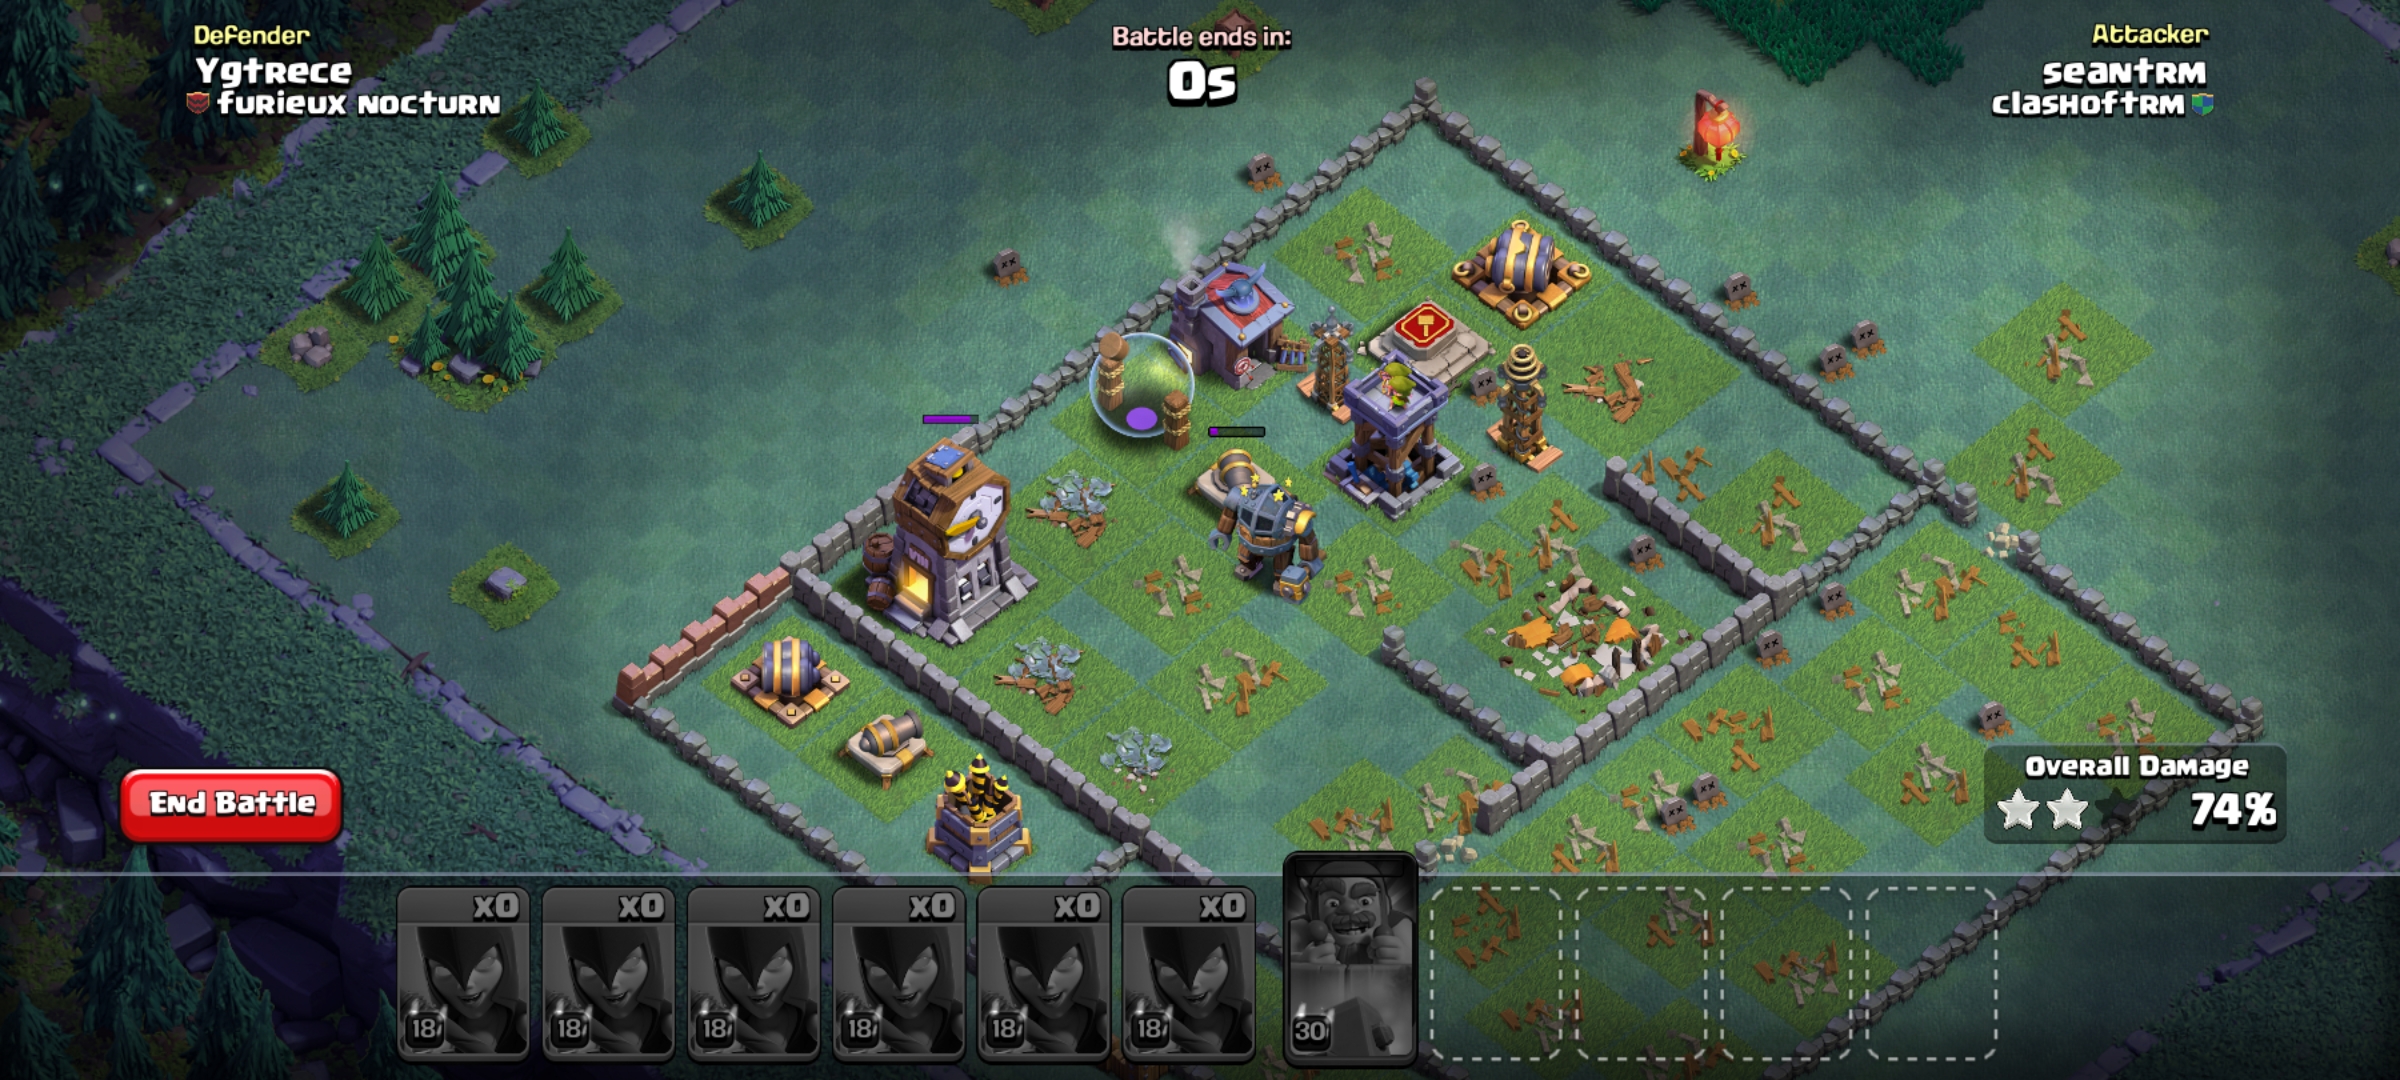 Defender
Ygtrece
furieux nocturn
Battle ends in:
0s
Attacker
seantrm
clashoftrm
VIII
End Battle
Overall Damage
74%
x0
x0
x0
x0
x0
x0
18
18
18
18
18
18
30